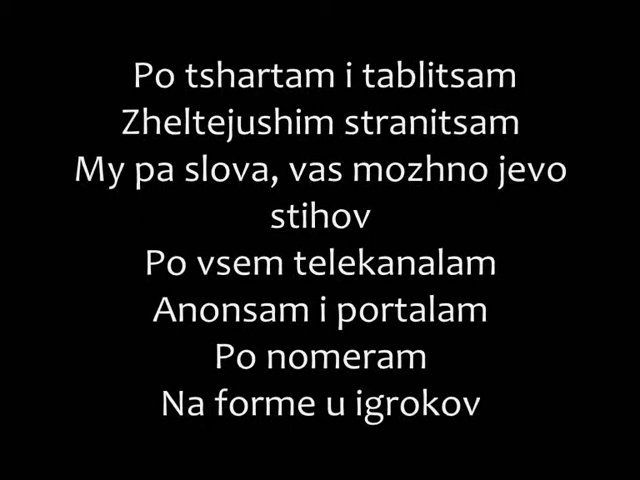 Po tshartam i tablitsam
Zheltejushim stranitsam
My pa slova, vas mozhno jevo
stihov
Po vsem telekanalam
Anonsam i portalam
Po nomeram
Na forme u igrokov